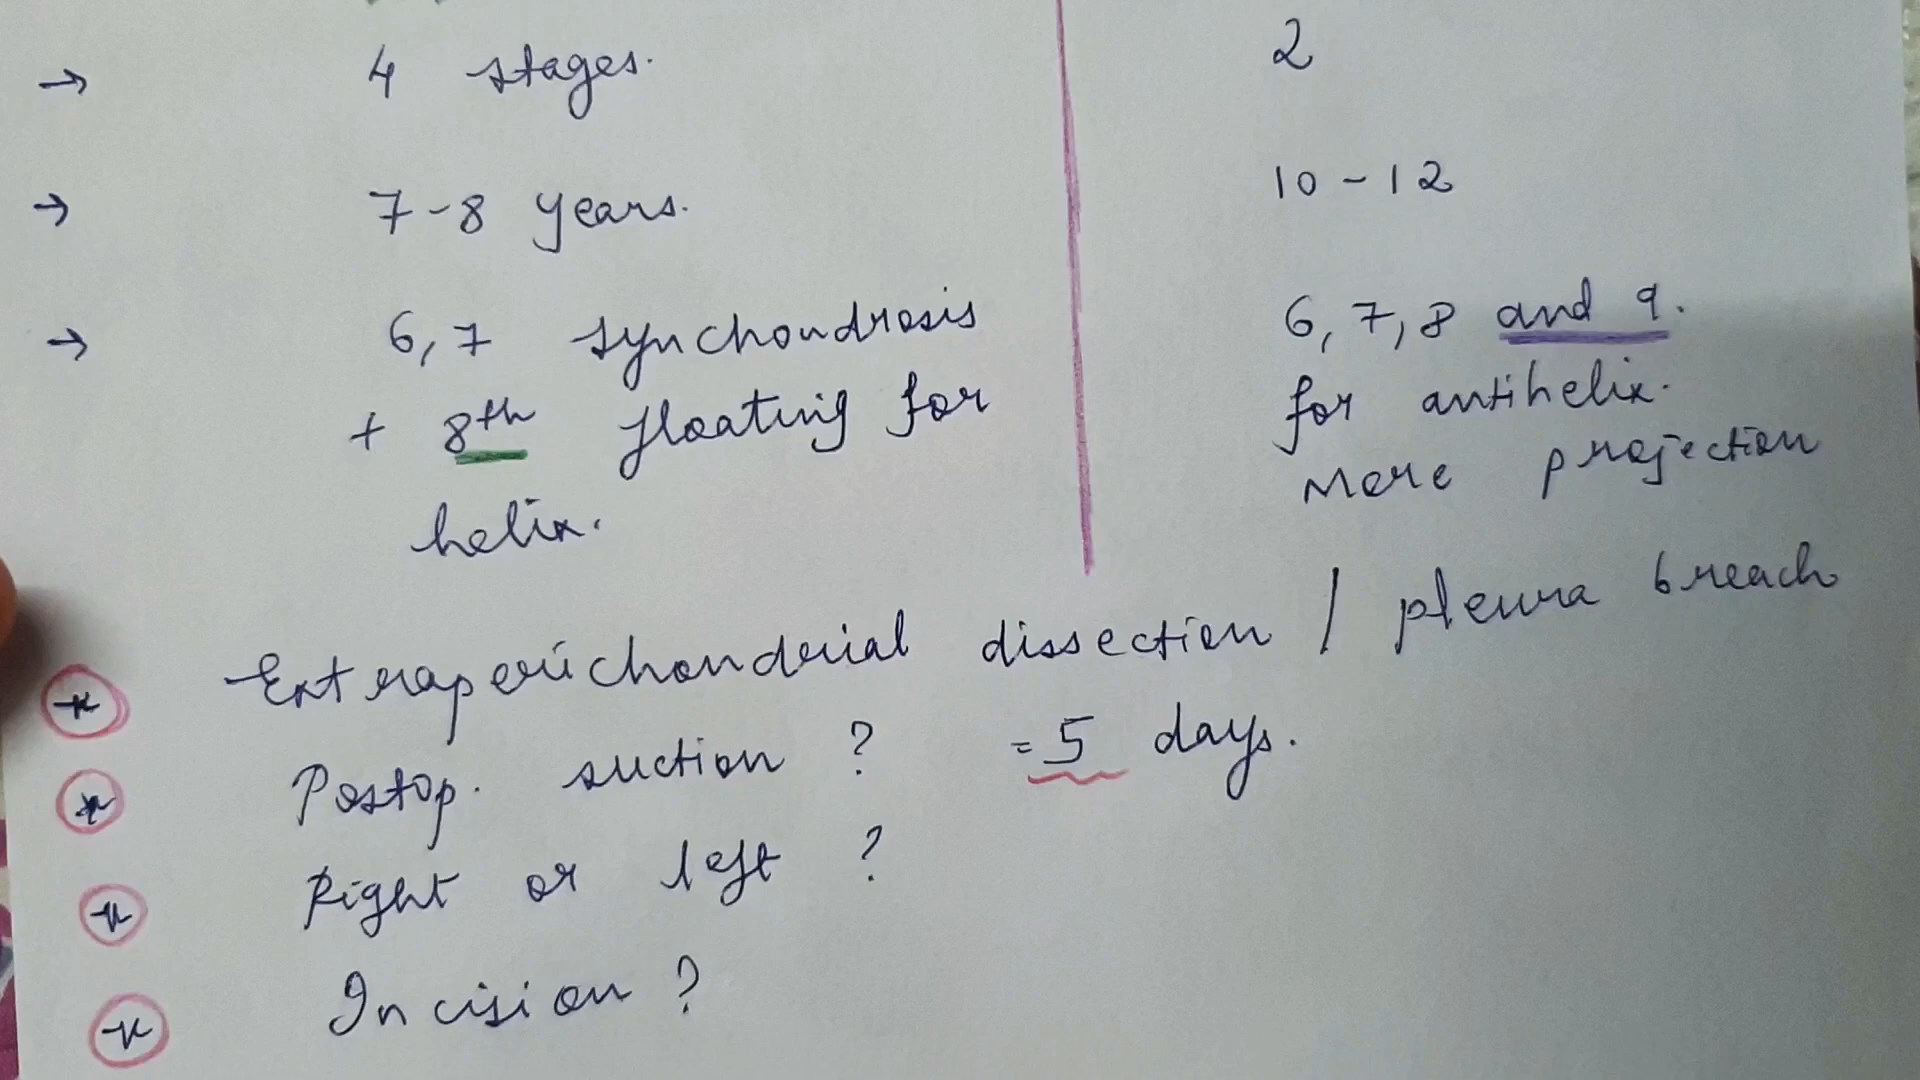 → 4 stages. 2
→ 7-8 years. 10-12
→ 6,7 synchondrosis 6, 7, 8 and 9.
+ 8th floating for for antihelix.
helix. More projection
* Extraperichondrial dissection / pleura breach
* Postop. suction ? = 5 days.
* Right or left ?
* Incision ?